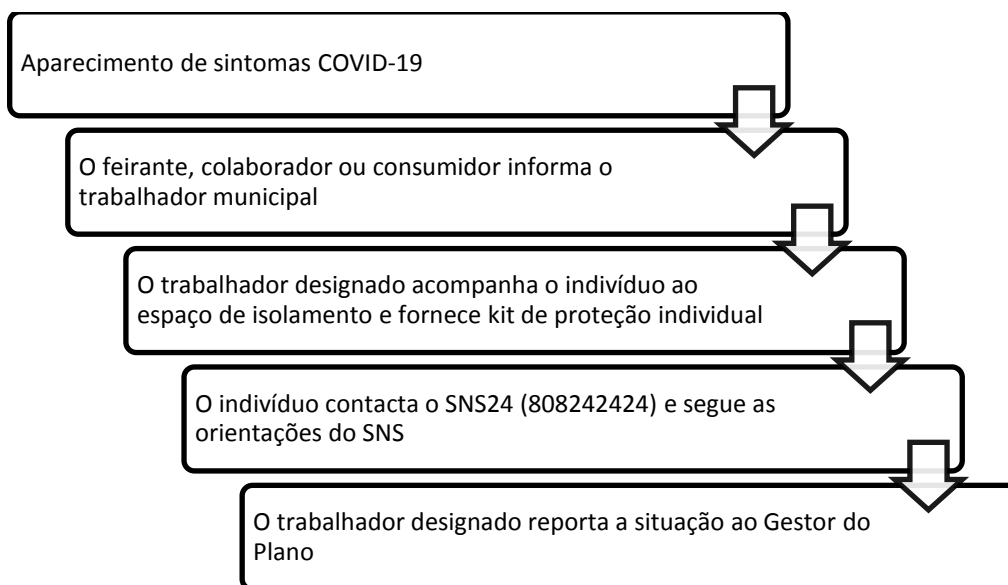 Aparecimento de sintomas COVID-19
O feirante, colaborador ou consumidor informa o
trabalhador municipal
O trabalhador designado acompanha o indivíduo ao
espaço de isolamento e fornece kit de proteção individual
O indivíduo contacta o SNS24 (808242424) e segue as
orientações do SNS
O trabalhador designado reporta a situação ao Gestor do
Plano